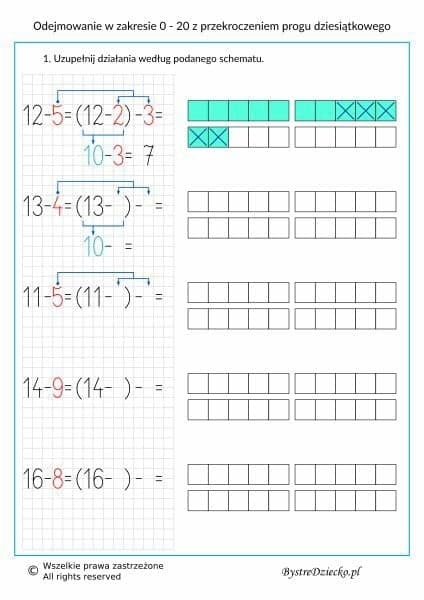 Odejmowanie w zakresie 0 - 20 z przekroczeniem progu dziesiątkowego
1. Uzupełnij działania według podanego schematu.
12-5=(12-2)-3=
10-3= 7
13-4=(13- )- =
10- =
11-5=(11- )- =
14-9=(14- )- =
16-8=(16- )- =
© Wszelkie prawa zastrzeżone
All rights reserved
BystreDziecko.pl